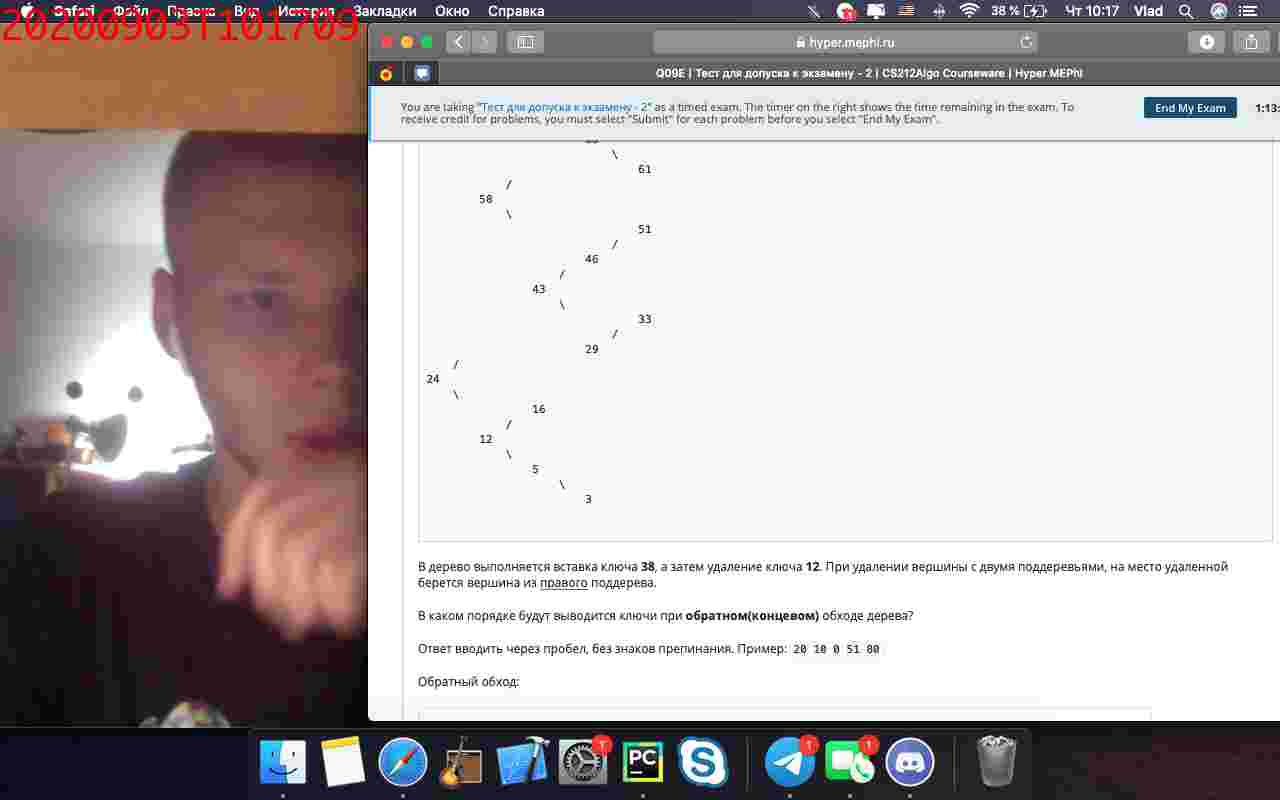 20200903T101709
Safari Файл Правка Вид История Закладки Окно Справка
38 % Чт 10:17 Vlad
hyper.mephi.ru
Q09E | Тест для допуска к экзамену - 2 | CS212Algo Courseware | Hyper.MEPhI
You are taking "Тест для допуска к экзамену - 2" as a timed exam. The timer on the right shows the time remaining in the exam. To
receive credit for problems, you must select "Submit" for each problem before you select "End My Exam".
End My Exam
1:13:
\
61
/
58
\
51
/
46
/
43
\
33
/
29
/
24
\
16
/
12
\
5
\
3
В дерево выполняется вставка ключа 38, а затем удаление ключа 12. При удалении вершины с двумя поддеревьями, на место удаленной
берется вершина из правого поддерева.
В каком порядке будут выводится ключи при обратном(концевом) обходе дерева?
Ответ вводить через пробел, без знаков препинания. Пример: 20 10 0 51 80
Обратный обход:
PC
1
1
1